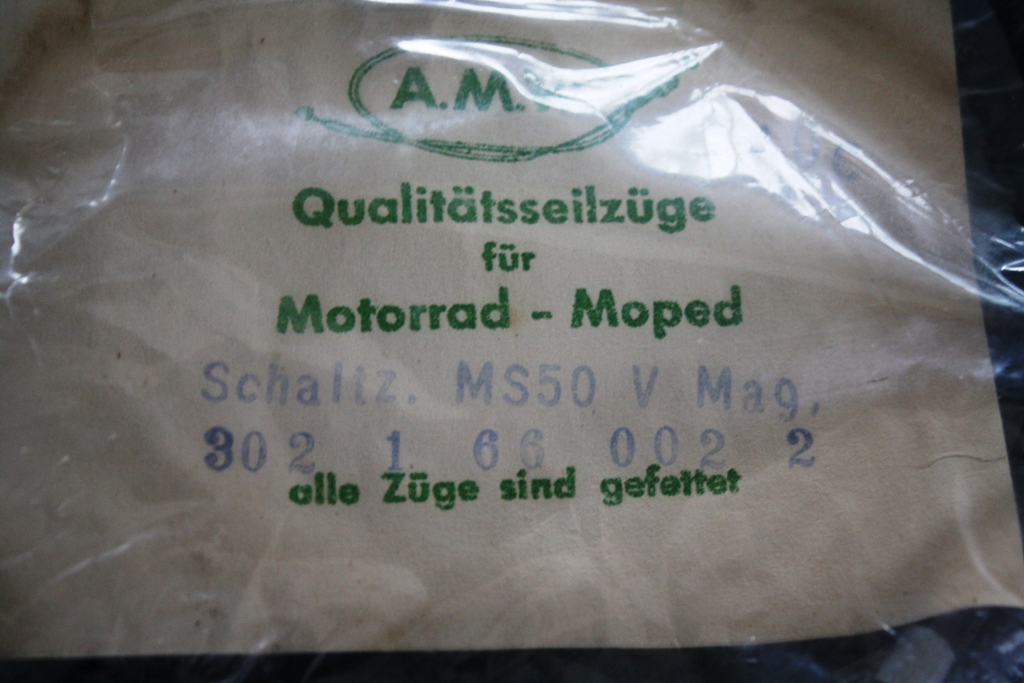 A.M.
Qualitätsseilzüge
für
Motorrad - Moped
Schaltz. MS50 V Mag.
302 1 66 002 2
alle Züge sind gefettet